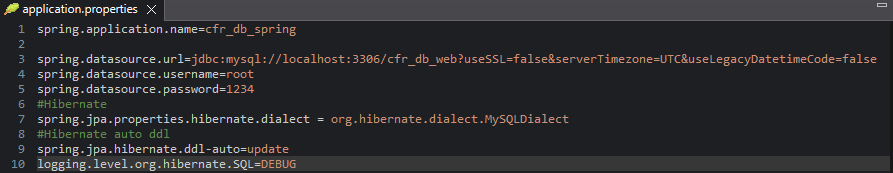 application.properties
1 spring.application.name=cfr_db_spring
2
3 spring.datasource.url=jdbc:mysql://localhost:3306/cfr_db_web?useSSL=false&serverTimezone=UTC&useLegacyDatetimeCode=false
4 spring.datasource.username=root
5 spring.datasource.password=1234
6 #Hibernate
7 spring.jpa.properties.hibernate.dialect = org.hibernate.dialect.MySQLDialect
8 #Hibernate auto ddl
9 spring.jpa.hibernate.ddl-auto=update
10 logging.level.org.hibernate.SQL=DEBUG